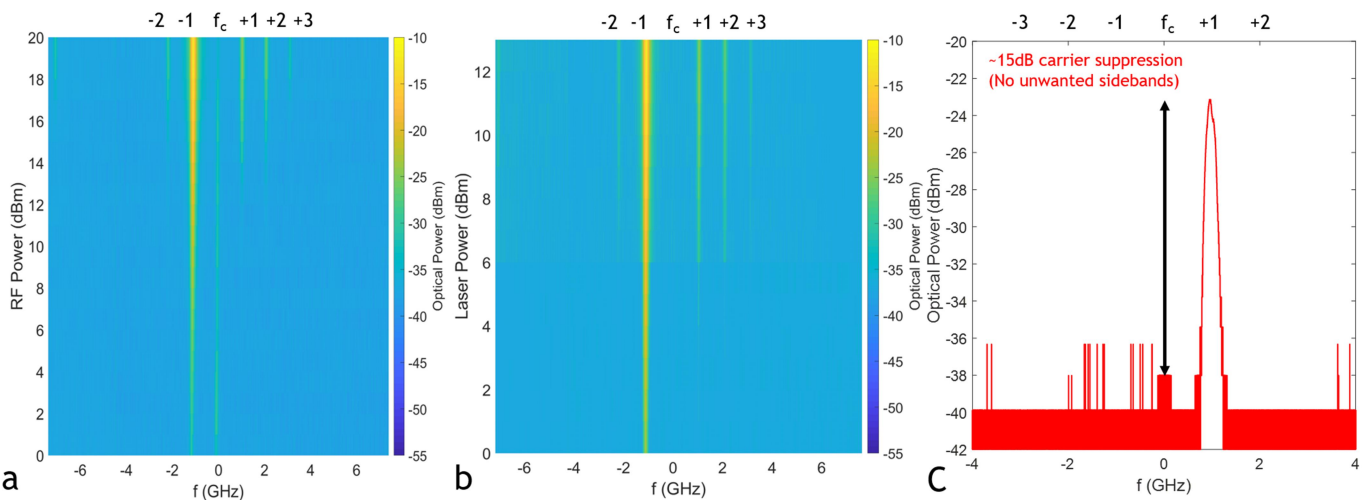 -2 -1 fc +1 +2 +3
20
18
16
14
12
10
8
6
4
2
0
RF Power (dBm)
-6 -4 -2 0 2 4 6
f (GHz)
-10
-15
-20
-25
-30
-35
-40
-45
-50
-55
Optical Power (dBm)
a
-2 -1 fc +1 +2 +3
12
10
8
6
4
2
0
Laser Power (dBm)
-6 -4 -2 0 2 4 6
f (GHz)
-10
-15
-20
-25
-30
-35
-40
-45
-50
-55
Optical Power (dBm)
b
-3 -2 -1 fc +1 +2
~15dB carrier suppression
(No unwanted sidebands)
-20
-22
-24
-26
-28
-30
-32
-34
-36
-38
-40
-42
Optical Power (dBm)
-4 -2 0 2 4
f (GHz)
C